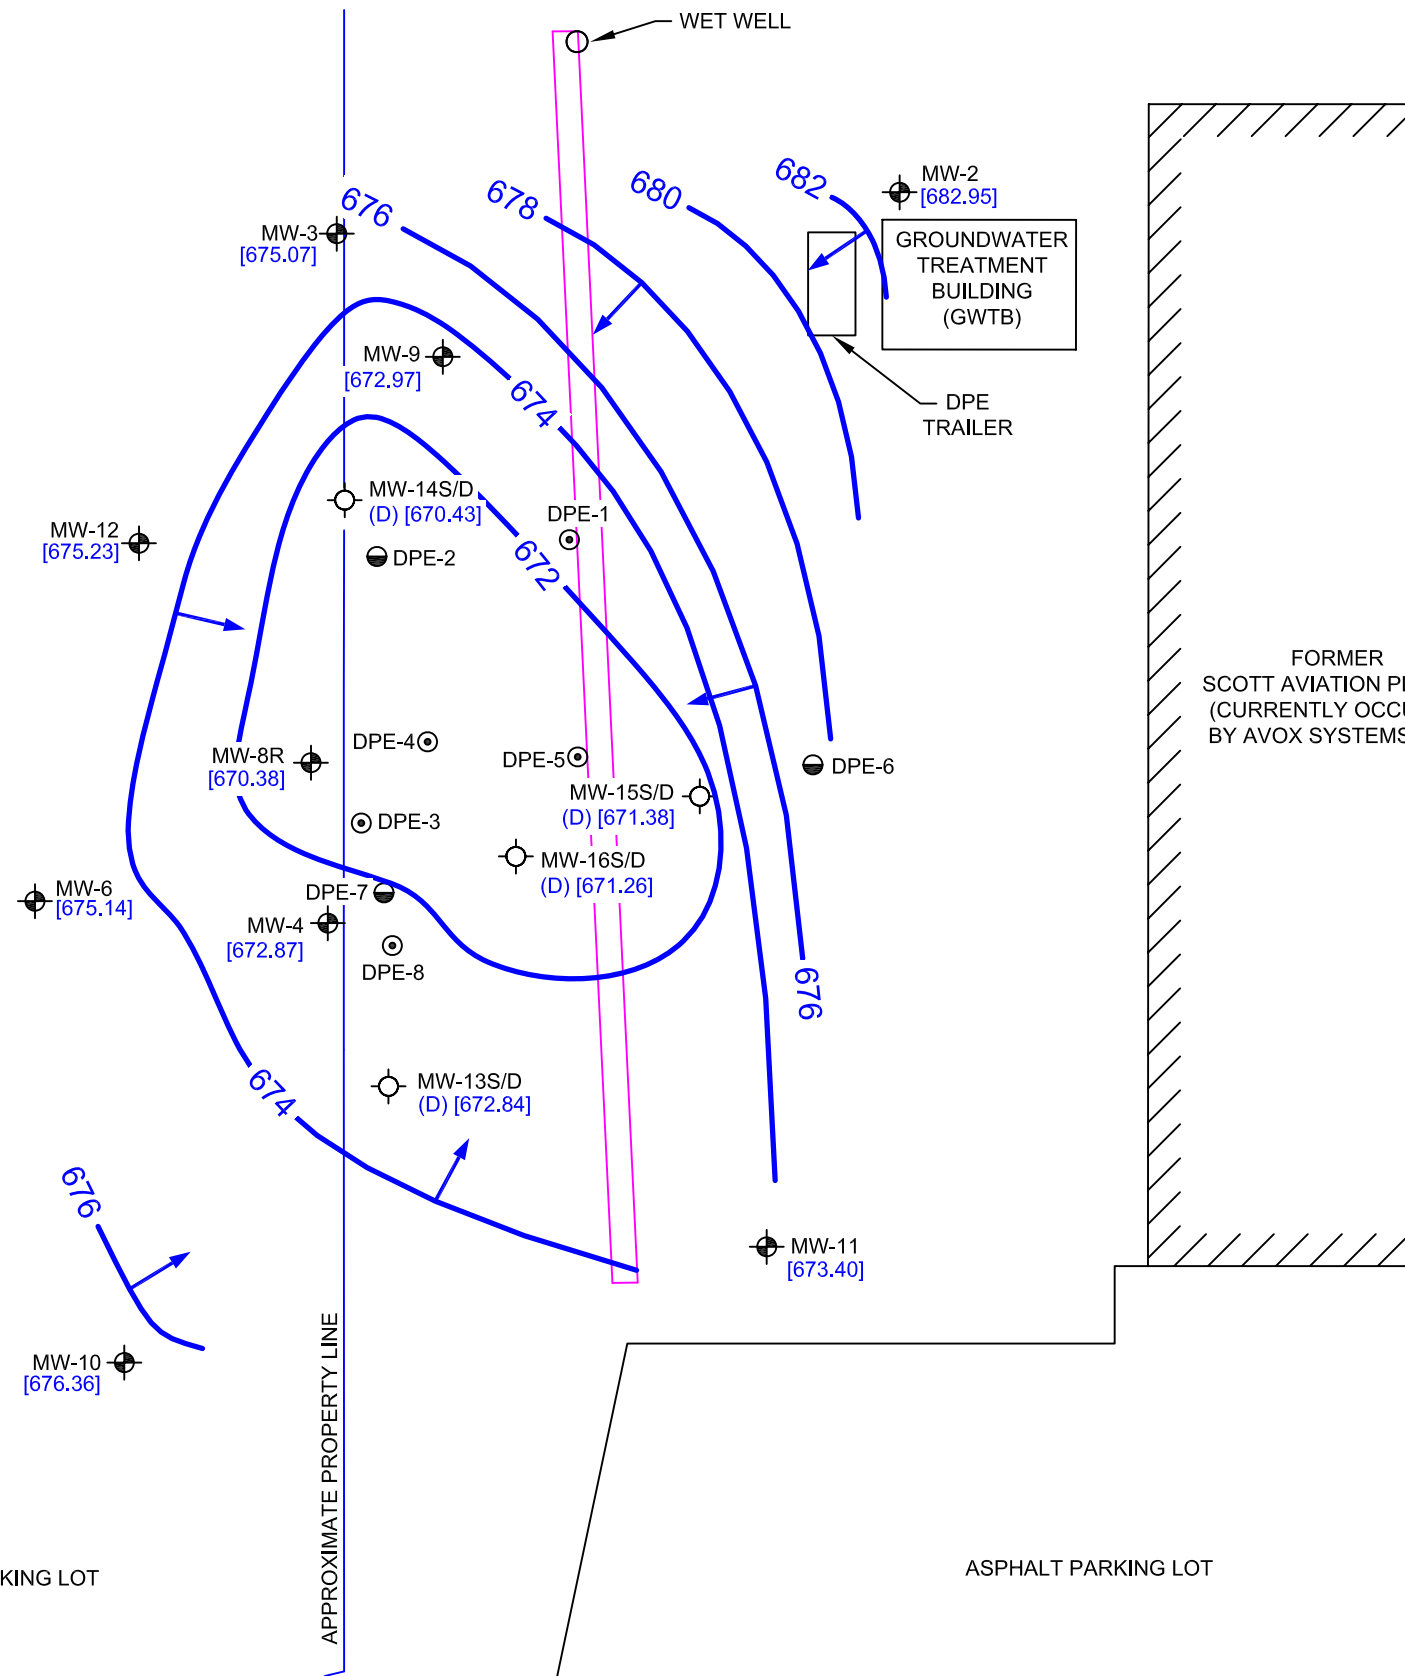 WET WELL
MW-2
[682.95]
682
680
678
676
MW-3
[675.07]
GROUNDWATER
TREATMENT
BUILDING
(GWTB)
MW-9
[672.97]
674
DPE
TRAILER
MW-14S/D
(D) [670.43]
DPE-1
MW-12
[675.23]
DPE-2
672
FORMER
SCOTT AVIATION
(CURRENTLY
BY AVOX SYSTEMS
DPE-4
MW-8R
[670.38]
DPE-5
DPE-6
MW-15S/D
(D) [671.38]
DPE-3
MW-16S/D
(D) [671.26]
MW-6
[675.14]
DPE-7
MW-4
[672.87]
DPE-8
676
674
MW-13S/D
(D) [672.84]
676
MW-11
[673.40]
MW-10
[676.36]
APPROXIMATE PROPERTY LINE
KING LOT
ASPHALT PARKING LOT